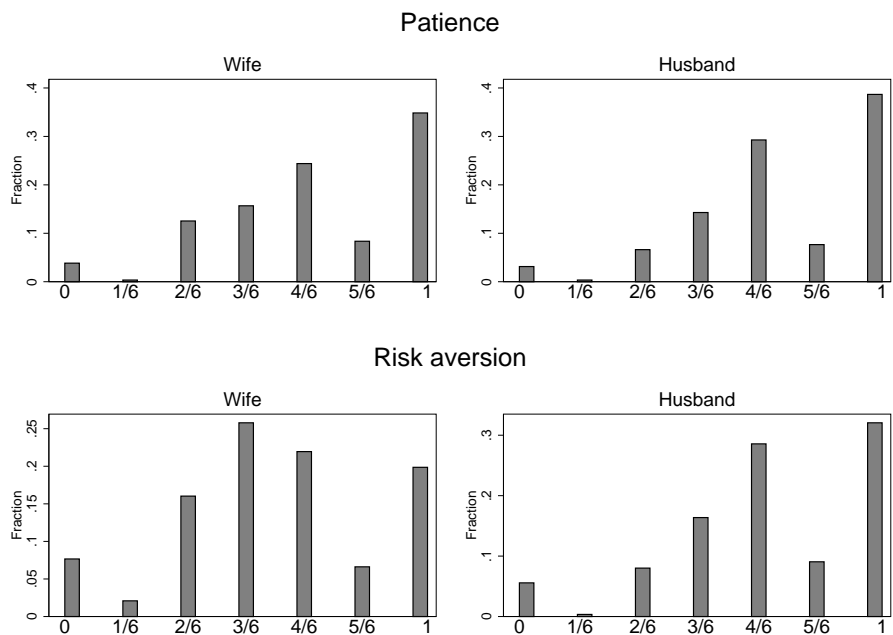 Patience
Wife
Husband
Fraction
.4
.3
.2
.1
0
0 1/6 2/6 3/6 4/6 5/6 1
Fraction
.4
.3
.2
.1
0
0 1/6 2/6 3/6 4/6 5/6 1
Risk aversion
Wife
Husband
Fraction
.25
.2
.15
.1
.05
0
0 1/6 2/6 3/6 4/6 5/6 1
Fraction
.3
.2
.1
0
0 1/6 2/6 3/6 4/6 5/6 1